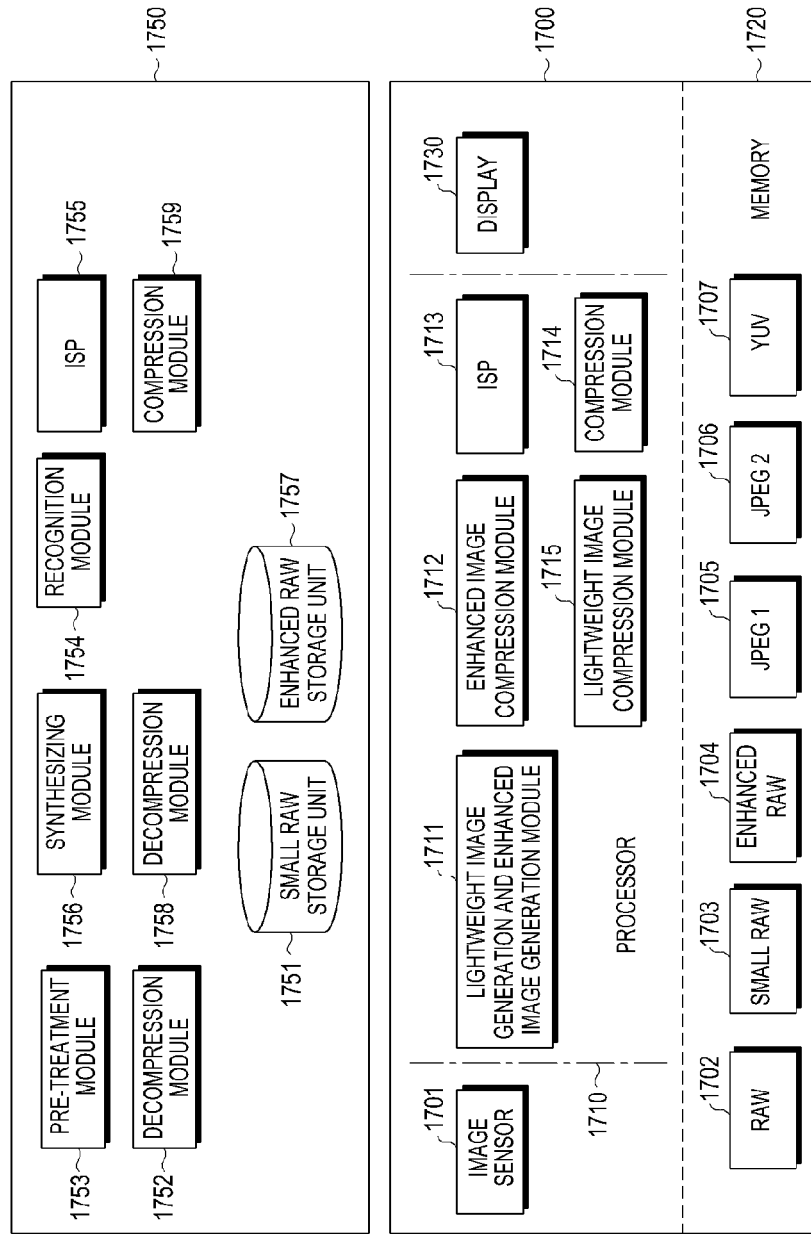 1750
1755
ISP
1759
COMPRESSION
MODULE
RECOGNITION
MODULE
1754
1757
ENHANCED RAW
STORAGE UNIT
SYNTHESIZING
MODULE
1756
DECOMPRESSION
MODULE
1758
SMALL RAW
STORAGE UNIT
1751
PRE-TREATMENT
MODULE
1753
DECOMPRESSION
MODULE
1752
1700
1730
DISPLAY
1713
ISP
1714
COMPRESSION
MODULE
1712
ENHANCED IMAGE
COMPRESSION MODULE
1715
LIGHTWEIGHT IMAGE
COMPRESSION MODULE
1711
LIGHTWEIGHT IMAGE
GENERATION AND ENHANCED
IMAGE GENERATION MODULE
PROCESSOR
1710
1701
IMAGE
SENSOR
1720
MEMORY
1707
YUV
1706
JPEG 2
1705
JPEG 1
1704
ENHANCED
RAW
1703
SMALL RAW
1702
RAW